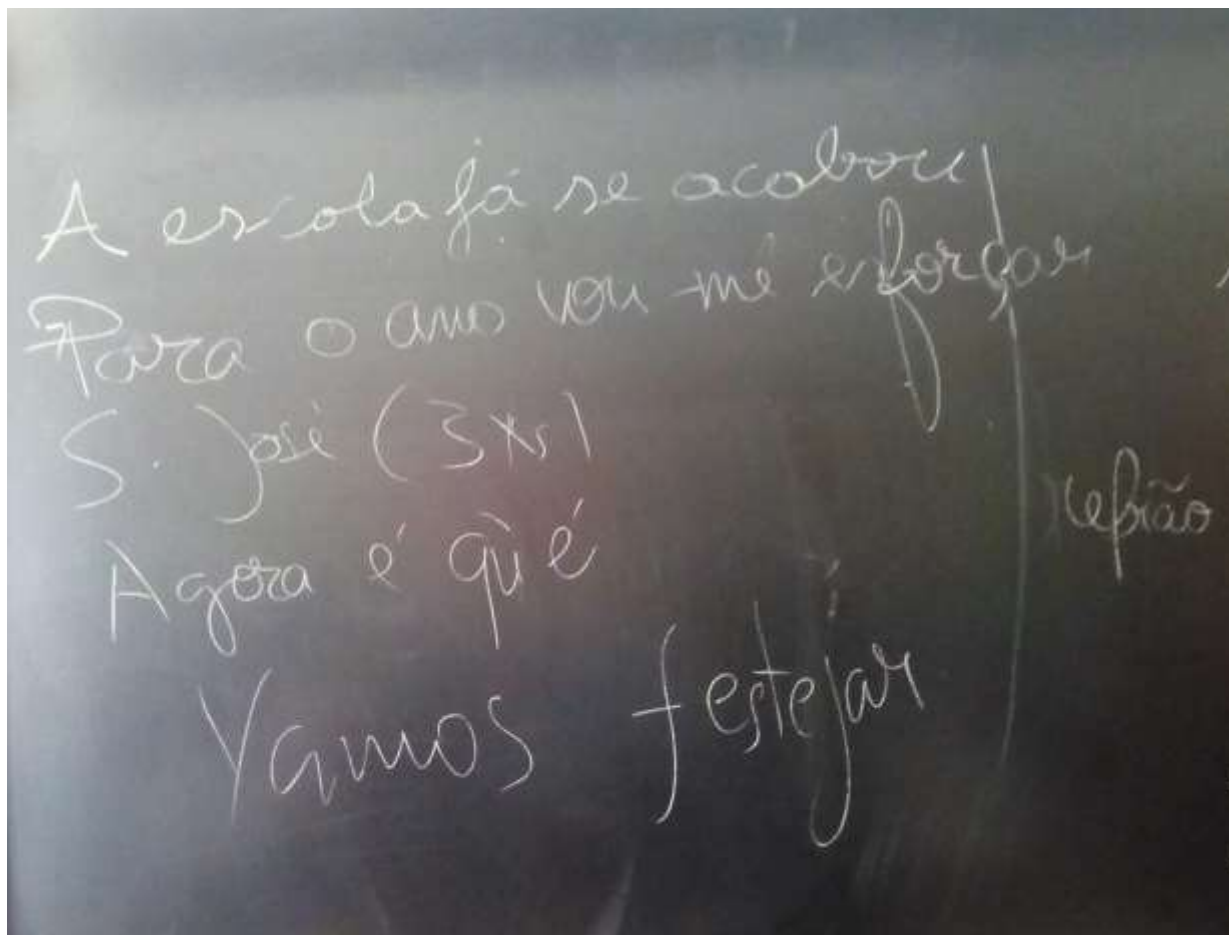 A escola já se acabou
Para o ano vou-me esforçar
S. José (3xs)
Agora é que é
Vamos festejar
refrão